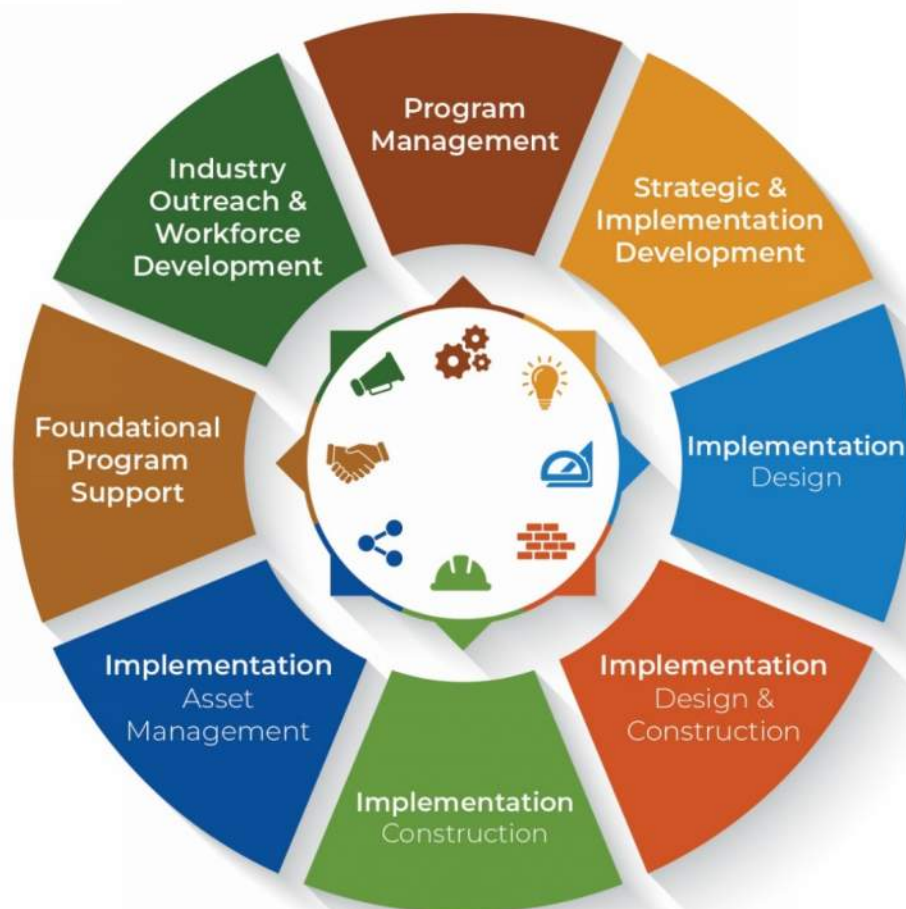 Program
Management
Strategic &
Implementation
Development
Implementation
Design
Implementation
Design &
Construction
Implementation
Construction
Implementation
Asset
Management
Foundational
Program
Support
Industry
Outreach &
Workforce
Development